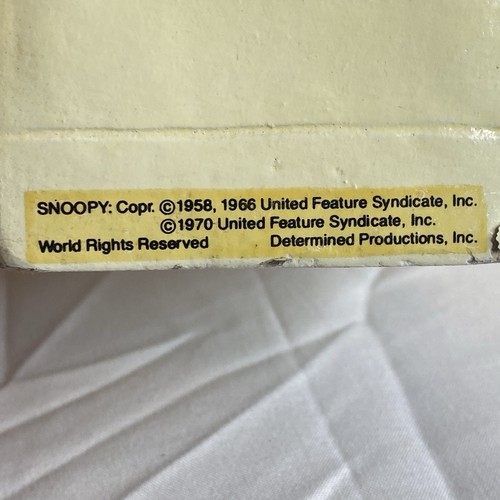 SNOOPY: Copr. ©1958, 1966 United Feature Syndicate, Inc.
©1970 United Feature Syndicate, Inc.
World Rights Reserved Determined Productions, Inc.